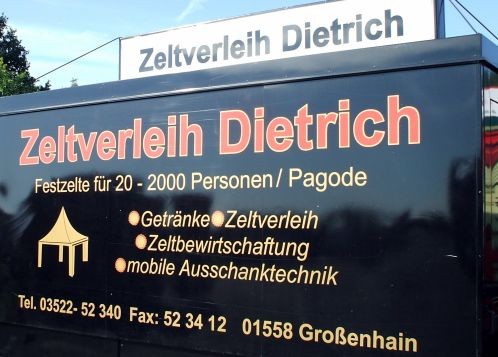 Zeltverleih Dietrich
Zeltverleih Dietrich
Festzelte für 20 - 2000 Personen / Pagode
Getränke Zeltverleih
Zeltbewirtschaftung
mobile Ausschanktechnik
Tel. 03522- 52 340 Fax: 52 34 12 01558 Großenhain